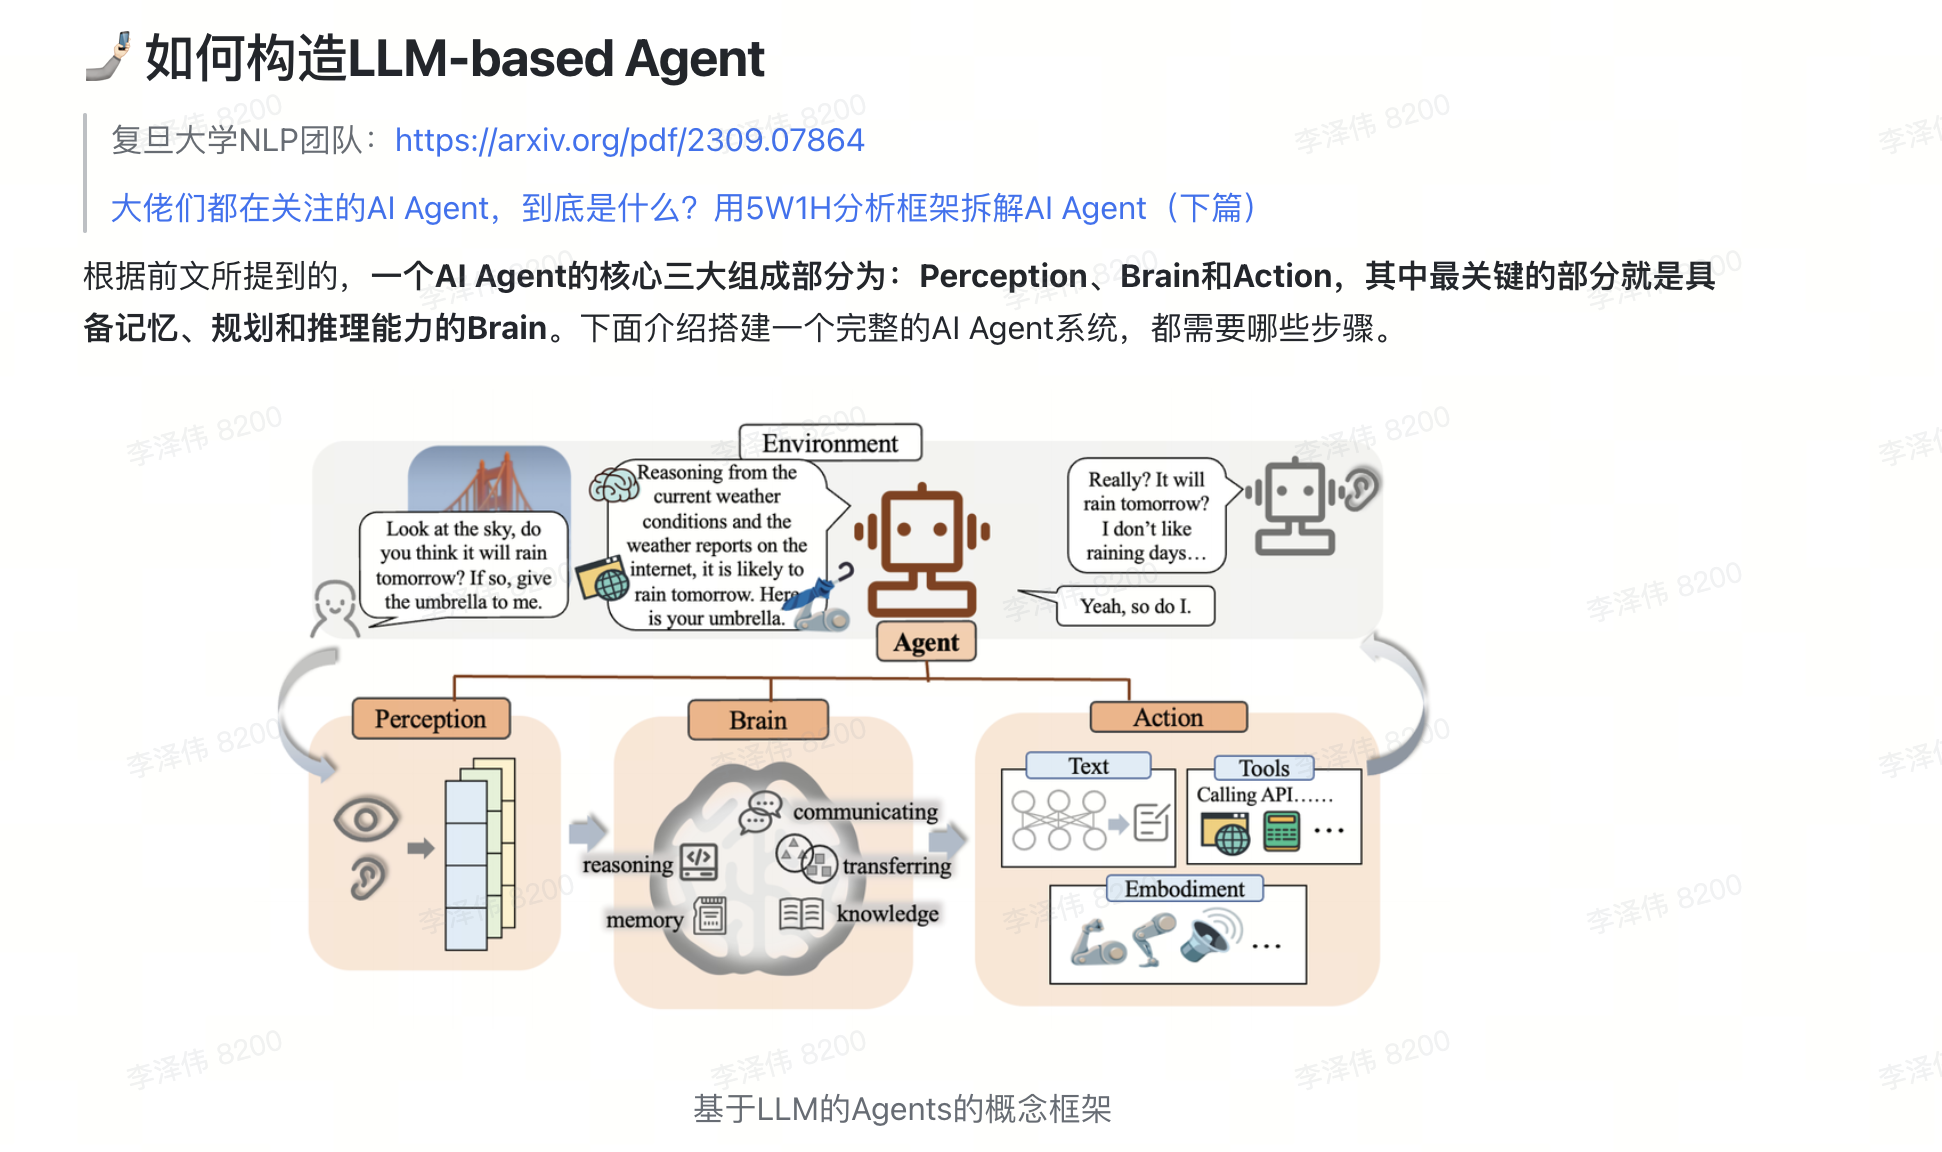 如何构造LLM-based Agent
复旦大学NLP团队：https://arxiv.org/pdf/2309.07864
大佬们都在关注的AI Agent，到底是什么？用5W1H分析框架拆解AI Agent（下篇）
根据前文所提到的，一个AI Agent的核心三大组成部分为：Perception、Brain和Action，其中最关键的部分就是具
备记忆、规划和推理能力的Brain。下面介绍搭建一个完整的AI Agent系统，都需要哪些步骤。
Environment
Look at the sky, do
you think it will rain
tomorrow? If so, give
the umbrella to me.
Reasoning from the
current weather
conditions and the
weather reports on the
internet, it is likely to
rain tomorrow. Here
is your umbrella.
Really? It will
rain tomorrow?
I don't like
raining days…
Yeah, so do I.
Agent
Perception
Brain
communicating
reasoning
transferring
memory
knowledge
Action
Text
Tools
Calling API……
...
Embodiment
...
基于LLM的Agents的概念框架
李泽伟 8200